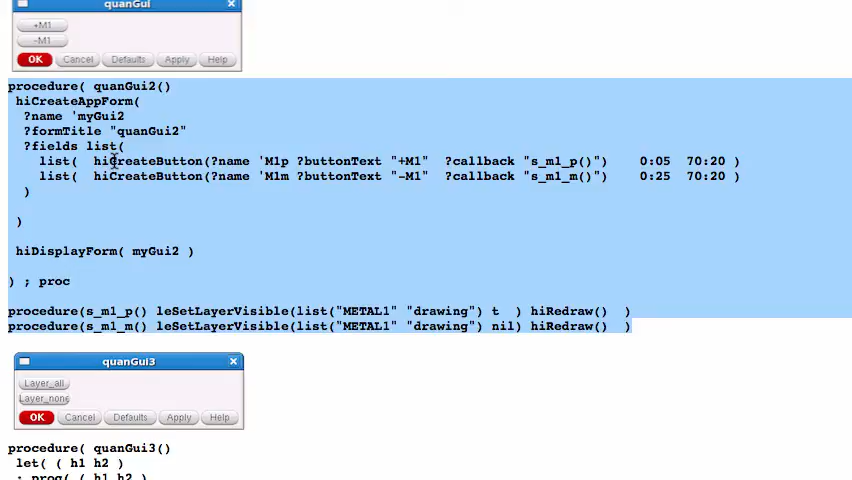 quanGui
+M1
-M1
OK Cancel Defaults Apply Help
procedure( quanGui2()
hiCreateAppForm(
?name 'myGui2
?formTitle "quanGui2"
?fields list(
list( hiCreateButton(?name 'M1p ?buttonText "+M1" ?callback "s_m1_p()") 0:05 70:20 )
list( hiCreateButton(?name 'M1m ?buttonText "-M1" ?callback "s_m1_m()") 0:25 70:20 )
)
)
hiDisplayForm( myGui2 )
) ; proc
procedure(s_m1_p() leSetLayerVisible(list("METAL1" "drawing") t ) hiRedraw() )
procedure(s_m1_m() leSetLayerVisible(list("METAL1" "drawing") nil) hiRedraw() )
quanGui3
Layer_all
Layer_none
OK Cancel Defaults Apply Help
procedure( quanGui3()
let( ( h1 h2 )
; prog( ( h1 h2 )